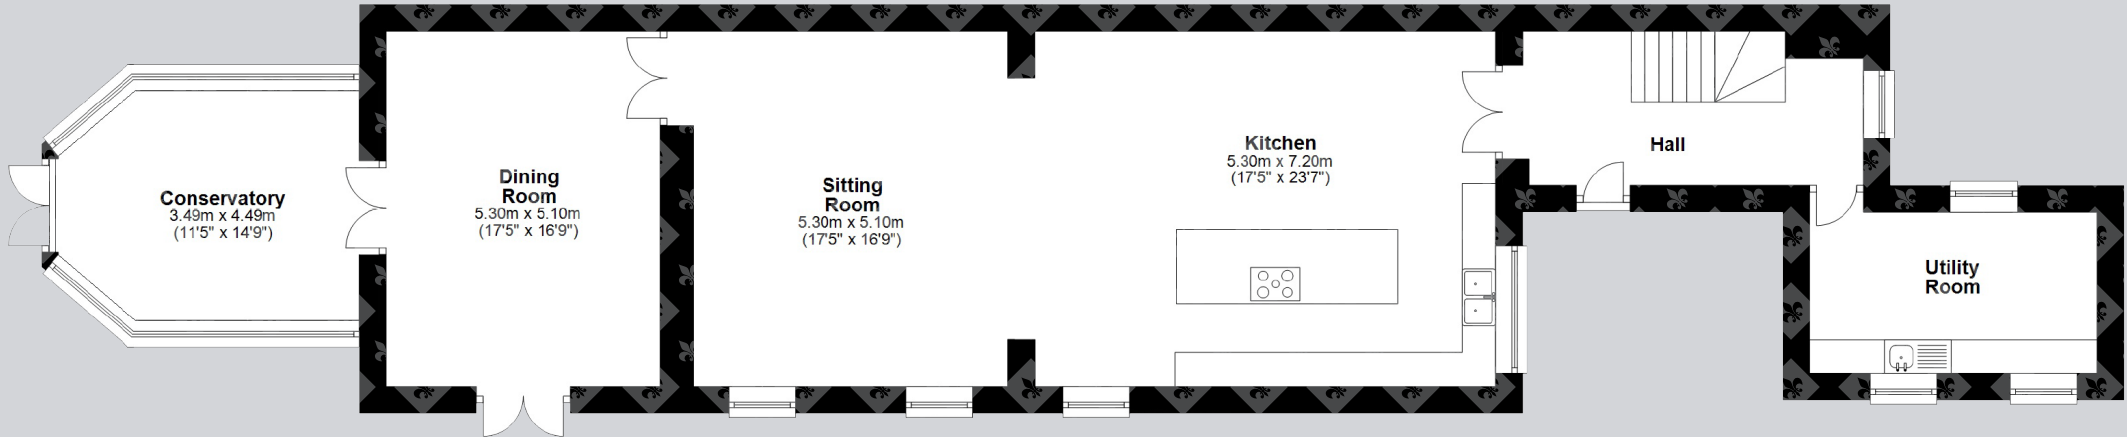 Conservatory
3.49m x 4.49m
(11'5" x 14'9")
Dining
Room
5.30m x 5.10m
(17'5" x 16'9")
Sitting
Room
5.30m x 5.10m
(17'5" x 16'9")
Kitchen
5.30m x 7.20m
(17'5" x 23'7")
Hall
Utility
Room